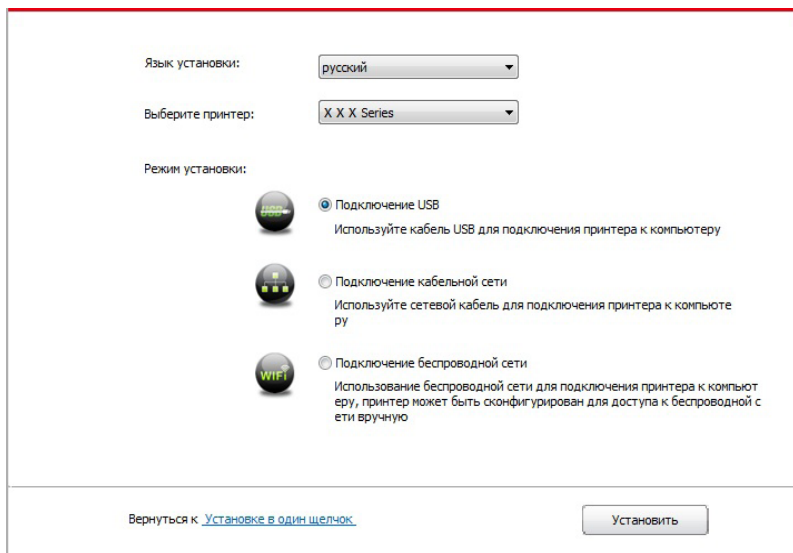 Язык установки:
русский
Выберите принтер:
X X X Series
Режим установки:
USB
Подключение USB
Используйте кабель USB для подключения принтера к компьютеру
Подключение кабельной сети
Используйте сетевой кабель для подключения принтера к компьюте
ру
WiFi
Подключение беспроводной сети
Использование беспроводной сети для подключения принтера к компьют
еру, принтер может быть сконфигурирован для доступа к беспроводной с
ети вручную
Вернуться к Установке в один щелчок
Установить